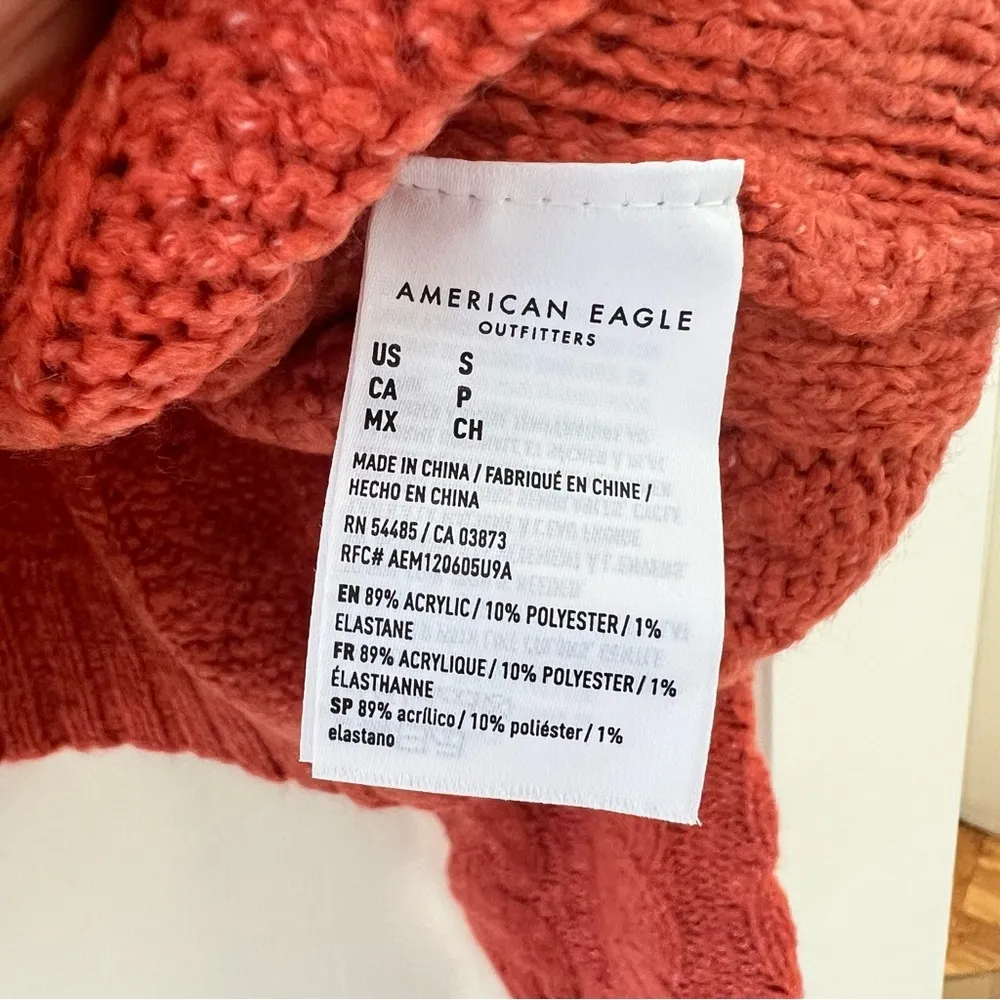 AMERICAN EAGLE
OUTFITTERS
US S
CA P
MX CH
MADE IN CHINA / FABRIQUÉ EN CHINE /
HECHO EN CHINA
RN 54485 / CA 03873
RFC# AEM120605U9A
EN 89% ACRYLIC / 10% POLYESTER / 1%
ELASTANE
FR 89% ACRYLIQUE / 10% POLYESTER / 1%
ÉLASTHANNE
SP 89% acrílico / 10% poliéster / 1%
elastano